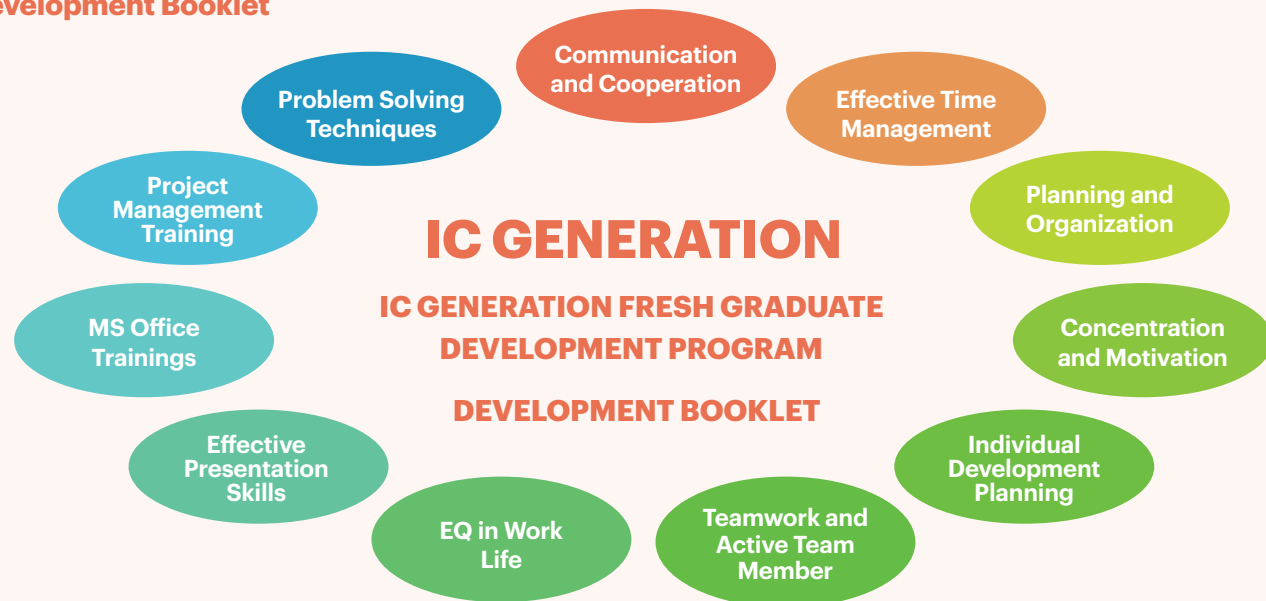 Development Booklet
Communication
and Cooperation
Effective Time
Management
Planning and
Organization
Concentration
and Motivation
Individual
Development
Planning
Teamwork and
Active Team
Member
EQ in Work
Life
Effective
Presentation
Skills
MS Office
Trainings
Project
Management
Training
Problem Solving
Techniques
IC GENERATION
IC GENERATION FRESH GRADUATE
DEVELOPMENT PROGRAM
DEVELOPMENT BOOKLET